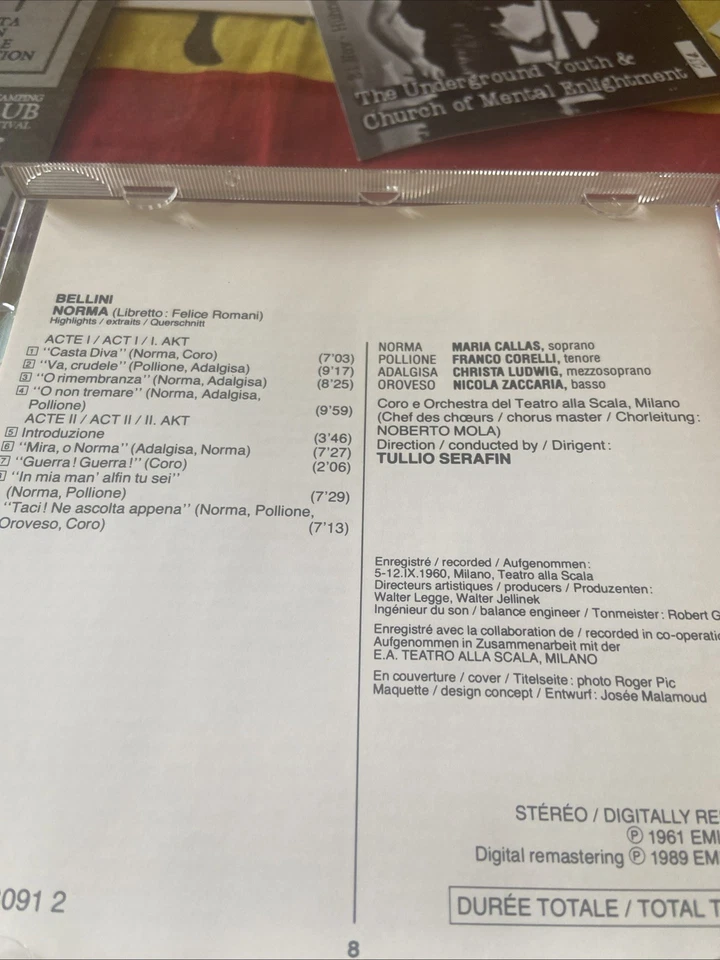 TA
N
E
ION
AMPING
UB
TIVAL
The Underground Youth &
Church of Mental Enlightment
BELLINI
NORMA (Libretto: Felice Romani)
Highlights / extraits / Querschnitt
ACTE I / ACT I / I. AKT
1 "Casta Diva" (Norma, Coro) (7'03)
2 "Va, crudele" (Pollione, Adalgisa) (9'17)
3 "O rimembranza" (Norma, Adalgisa) (8'25)
4 "O non tremare" (Norma, Adalgisa,
Pollione) (9'59)
ACTE II / ACT II / II. AKT
5 Introduzione (3'46)
6 "Mira, o Norma" (Adalgisa, Norma) (7'27)
7 "Guerra! Guerra!" (Coro) (2'06)
"In mia man' alfin tu sei"
(Norma, Pollione) (7'29)
"Taci! Ne ascolta appena" (Norma, Pollione,
Oroveso, Coro) (7'13)
NORMA MARIA CALLAS, soprano
POLLIONE FRANCO CORELLI, tenore
ADALGISA CHRISTA LUDWIG, mezzosoprano
OROVESO NICOLA ZACCARIA, basso
Coro e Orchestra del Teatro alla Scala, Milano
(Chef des chœurs / chorus master / Chorleitung:
NOBERTO MOLA)
Direction / conducted by / Dirigent:
TULLIO SERAFIN
Enregistré / recorded / Aufgenommen:
5-12.IX.1960, Milano, Teatro alla Scala
Directeurs artistiques / producers / Produzenten:
Walter Legge, Walter Jellinek
Ingénieur du son / balance engineer / Tonmeister: Robert G
Enregistré avec la collaboration de / recorded in co-operatio
Aufgenommen in Zusammenarbeit mit der
E.A. TEATRO ALLA SCALA, MILANO
En couverture / cover / Titelseite: photo Roger Pic
Maquette / design concept / Entwurf: Josée Malamoud
STÉRÉO / DIGITALLY RE
℗ 1961 EMI
Digital remastering ℗ 1989 EM
091 2
DURÉE TOTALE / TOTAL T
8